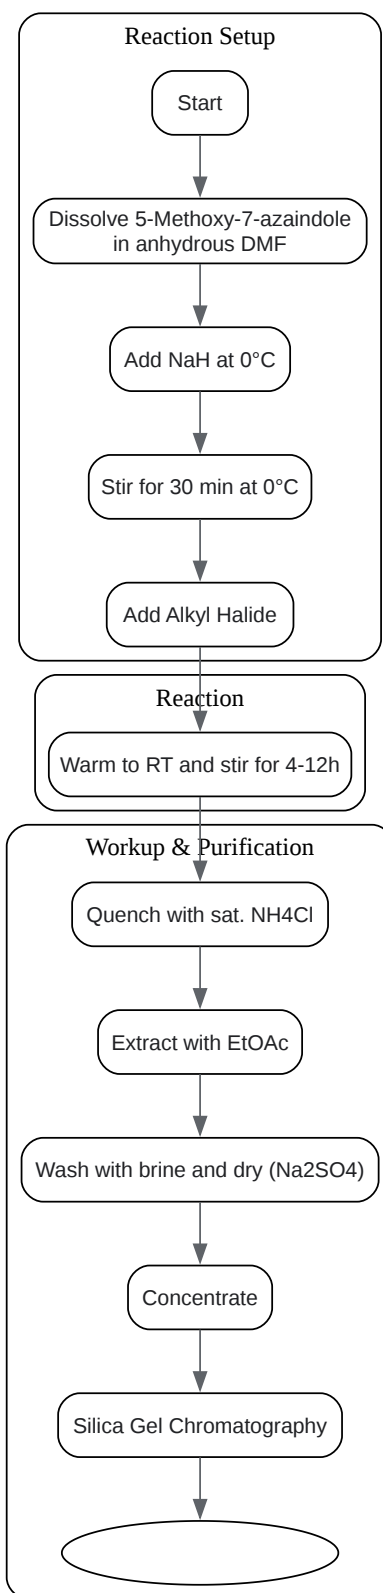 Reaction Setup
Start
Dissolve 5-Methoxy-7-azaindole
in anhydrous DMF
Add NaH at 0°C
Stir for 30 min at 0°C
Add Alkyl Halide
Reaction
Warm to RT and stir for 4-12h
Workup & Purification
Quench with sat. NH4Cl
Extract with EtOAc
Wash with brine and dry (Na2SO4)
Concentrate
Silica Gel Chromatography